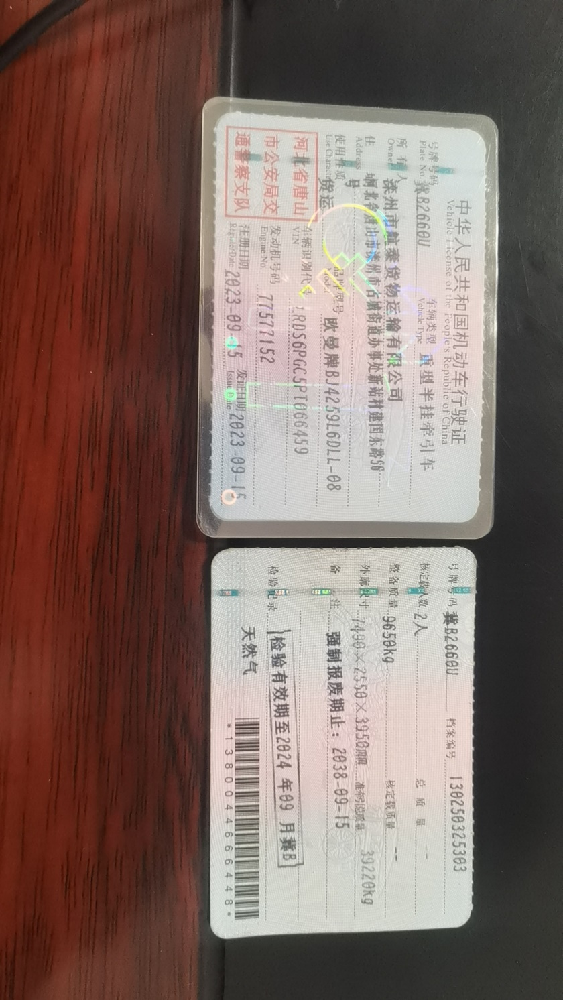 中华人民共和国机动车行驶证
Vehicle License of the People's Republic of China
号牌号码 冀B2660U 车辆类型 重型半挂牵引车
Plate No. Vehicle Type
所有人 滦州市 泰货物运输有限公司
Owner
住 址 河北省唐山市滦州市古城街道办事处新站村建国东路56
Address 号
使用性质 货运 品牌型号 欧曼牌BJ4259L6DLL-08
Use Character Model
河北省唐山
市公安局交
通警察支队
车辆识别代号 LRDS6PGC5PT066459
VIN
发动机号码 77577152
Engine No.
注册日期 2023-09-15 发证日期 2023-09-15
Register Date Issue Date
号牌号码 冀B2660U 档案编号 130250325303
核定载人数 2人 总质量 --
整备质量 9650kg 核定载质量 --
外廓尺寸 7490×2550×3950mm 准牵引总质量 39220kg
备 注 强制报废期止：2038-09-15
检验记录 检验有效期至2024年09月冀B
天然气
*1380044666448*